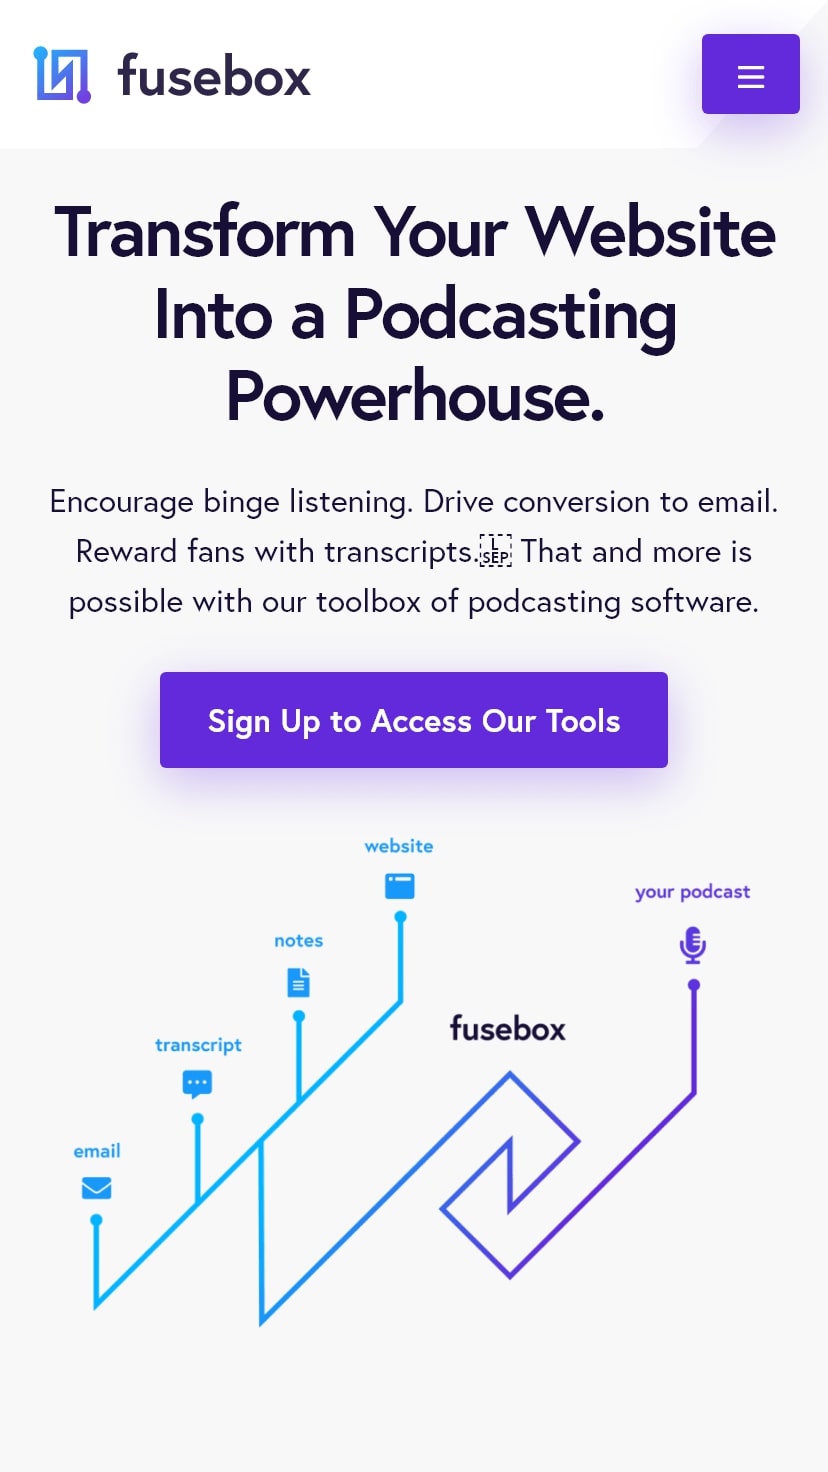 fusebox
Transform Your Website
Into a Podcasting
Powerhouse.
Encourage binge listening. Drive conversion to email.
Reward fans with transcripts.LSEP That and more is
possible with our toolbox of podcasting software.
Sign Up to Access Our Tools
website
your podcast
notes
fusebox
transcript
email